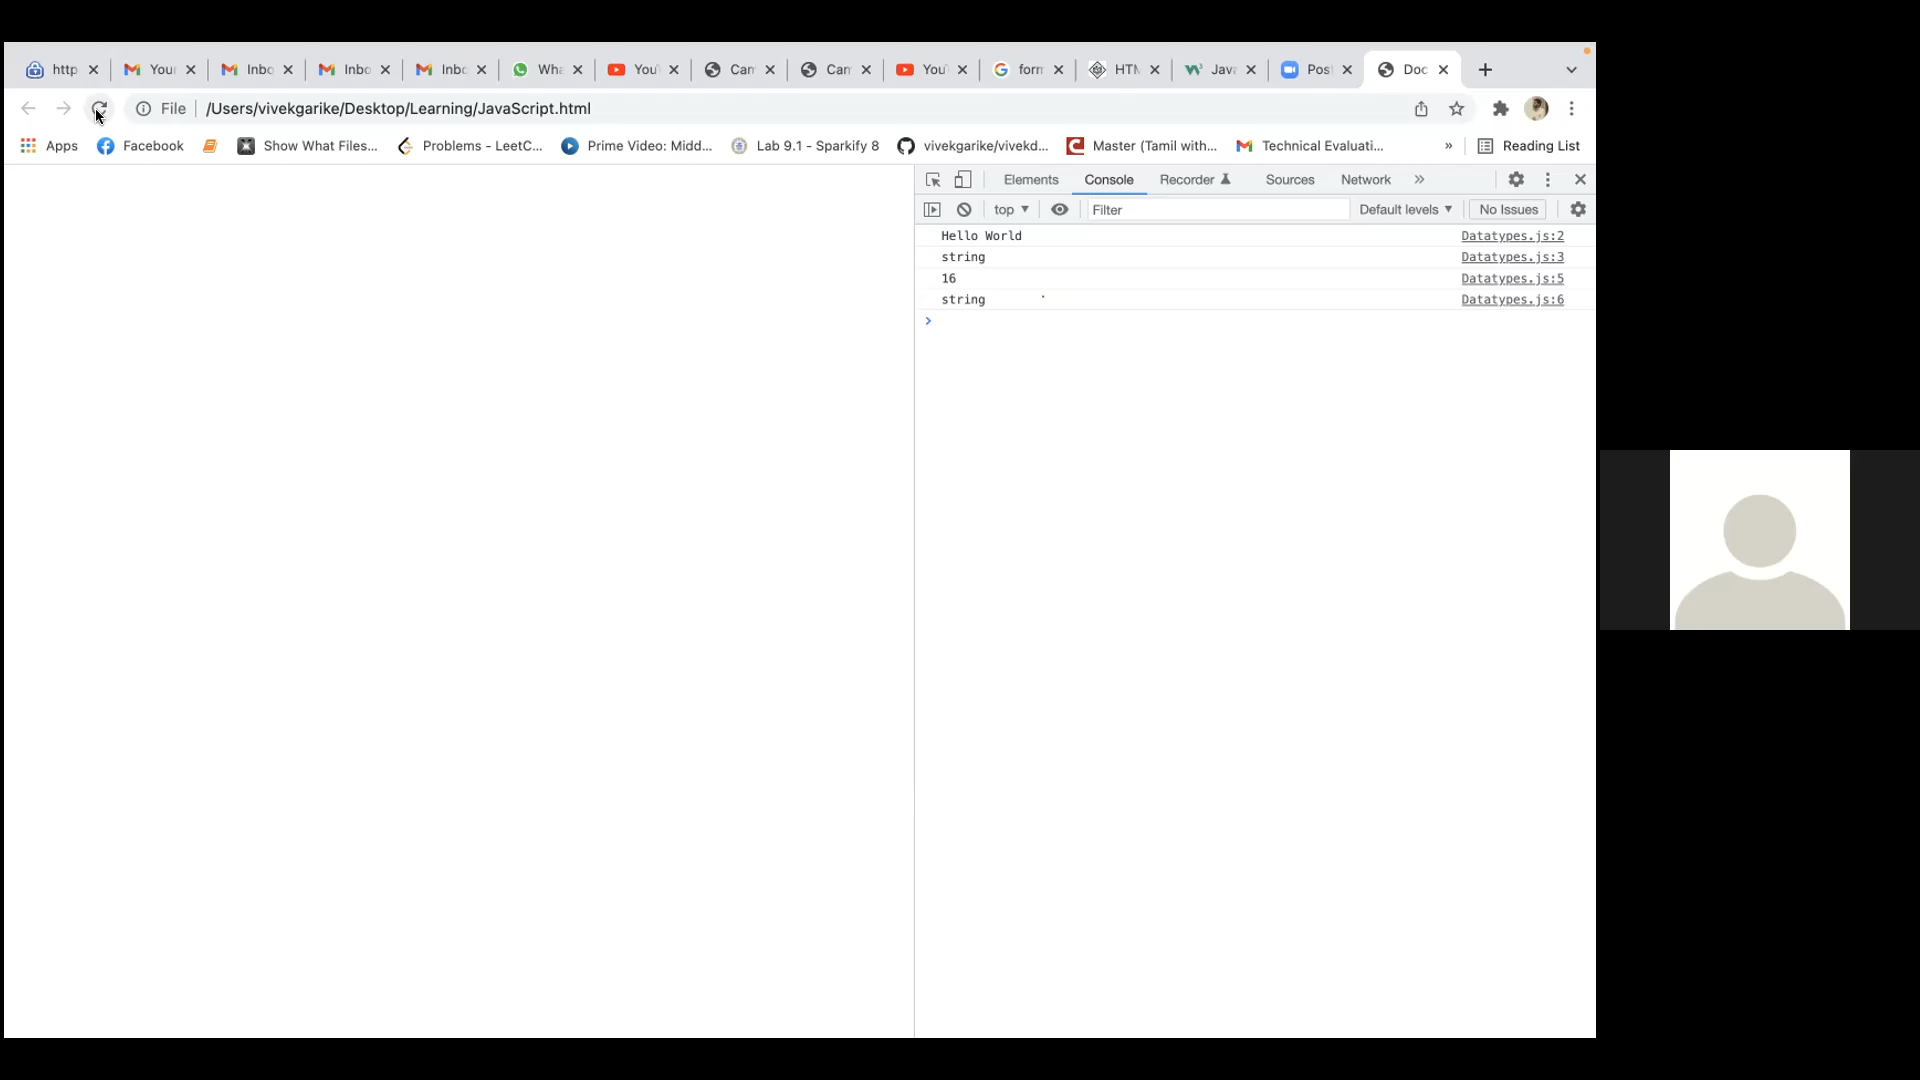 http Your Inbo Inbo Inbo Wha You Can Can You form HTM Java Post Doc
File /Users/vivekgarike/Desktop/Learning/JavaScript.html
Apps Facebook Show What Files... Problems - LeetC... Prime Video: Midd... Lab 9.1 - Sparkify 8 vivekgarike/vivekd... Master (Tamil with... Technical Evaluati... » Reading List
Elements Console Recorder Sources Network »
top Filter Default levels No Issues
Hello World Datatypes.js:2
string Datatypes.js:3
16 Datatypes.js:5
string Datatypes.js:6